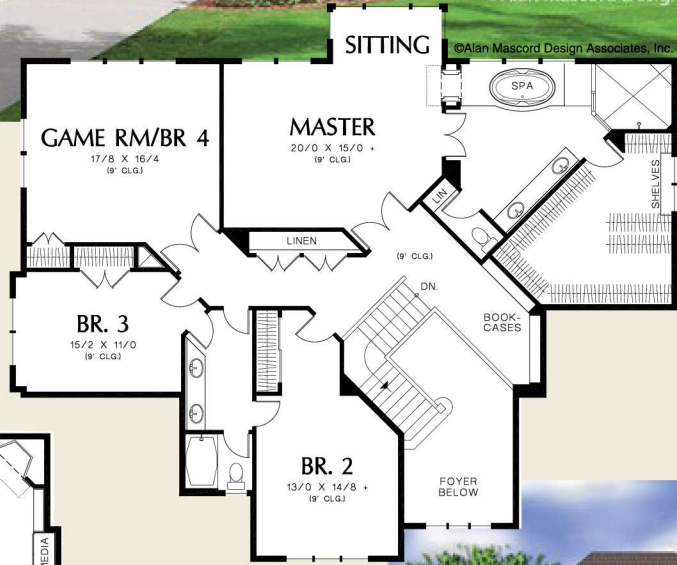 SITTING
©Alan Mascord Design Associates, Inc.
SPA
GAME RM/BR 4
17/8 X 16/4
(9' CLG.)
MASTER
20/0 X 15/0 +
(9' CLG.)
SHELVES
LIN
LINEN
(9' CLG.)
DN.
BR. 3
15/2 X 11/0
(9' CLG.)
BOOK-
CASES
BR. 2
13/0 X 14/8 +
(9' CLG.)
FOYER
BELOW
MEDIA